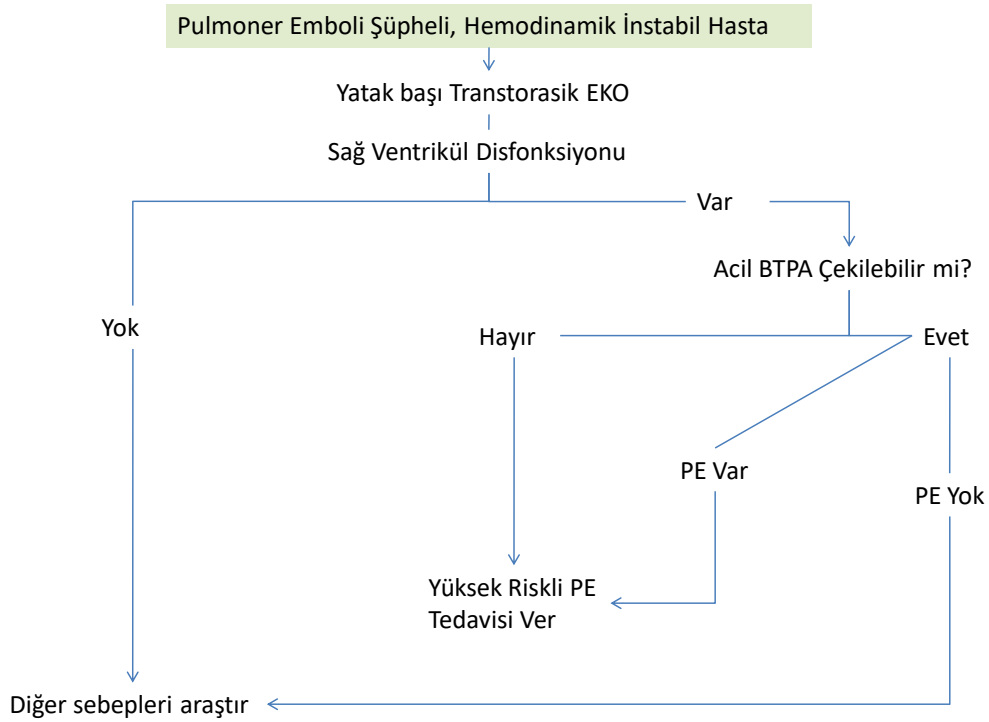 Pulmoner Emboli Şüpheli, Hemodinamik İnstabil Hasta
Yatak başı Transtorasik EKO
Sağ Ventrikül Disfonksiyonu
Var
Acil BTPA Çekilebilir mi?
Yok
Hayır
Evet
PE Var
PE Yok
Yüksek Riskli PE
Tedavisi Ver
Diğer sebepleri araştır